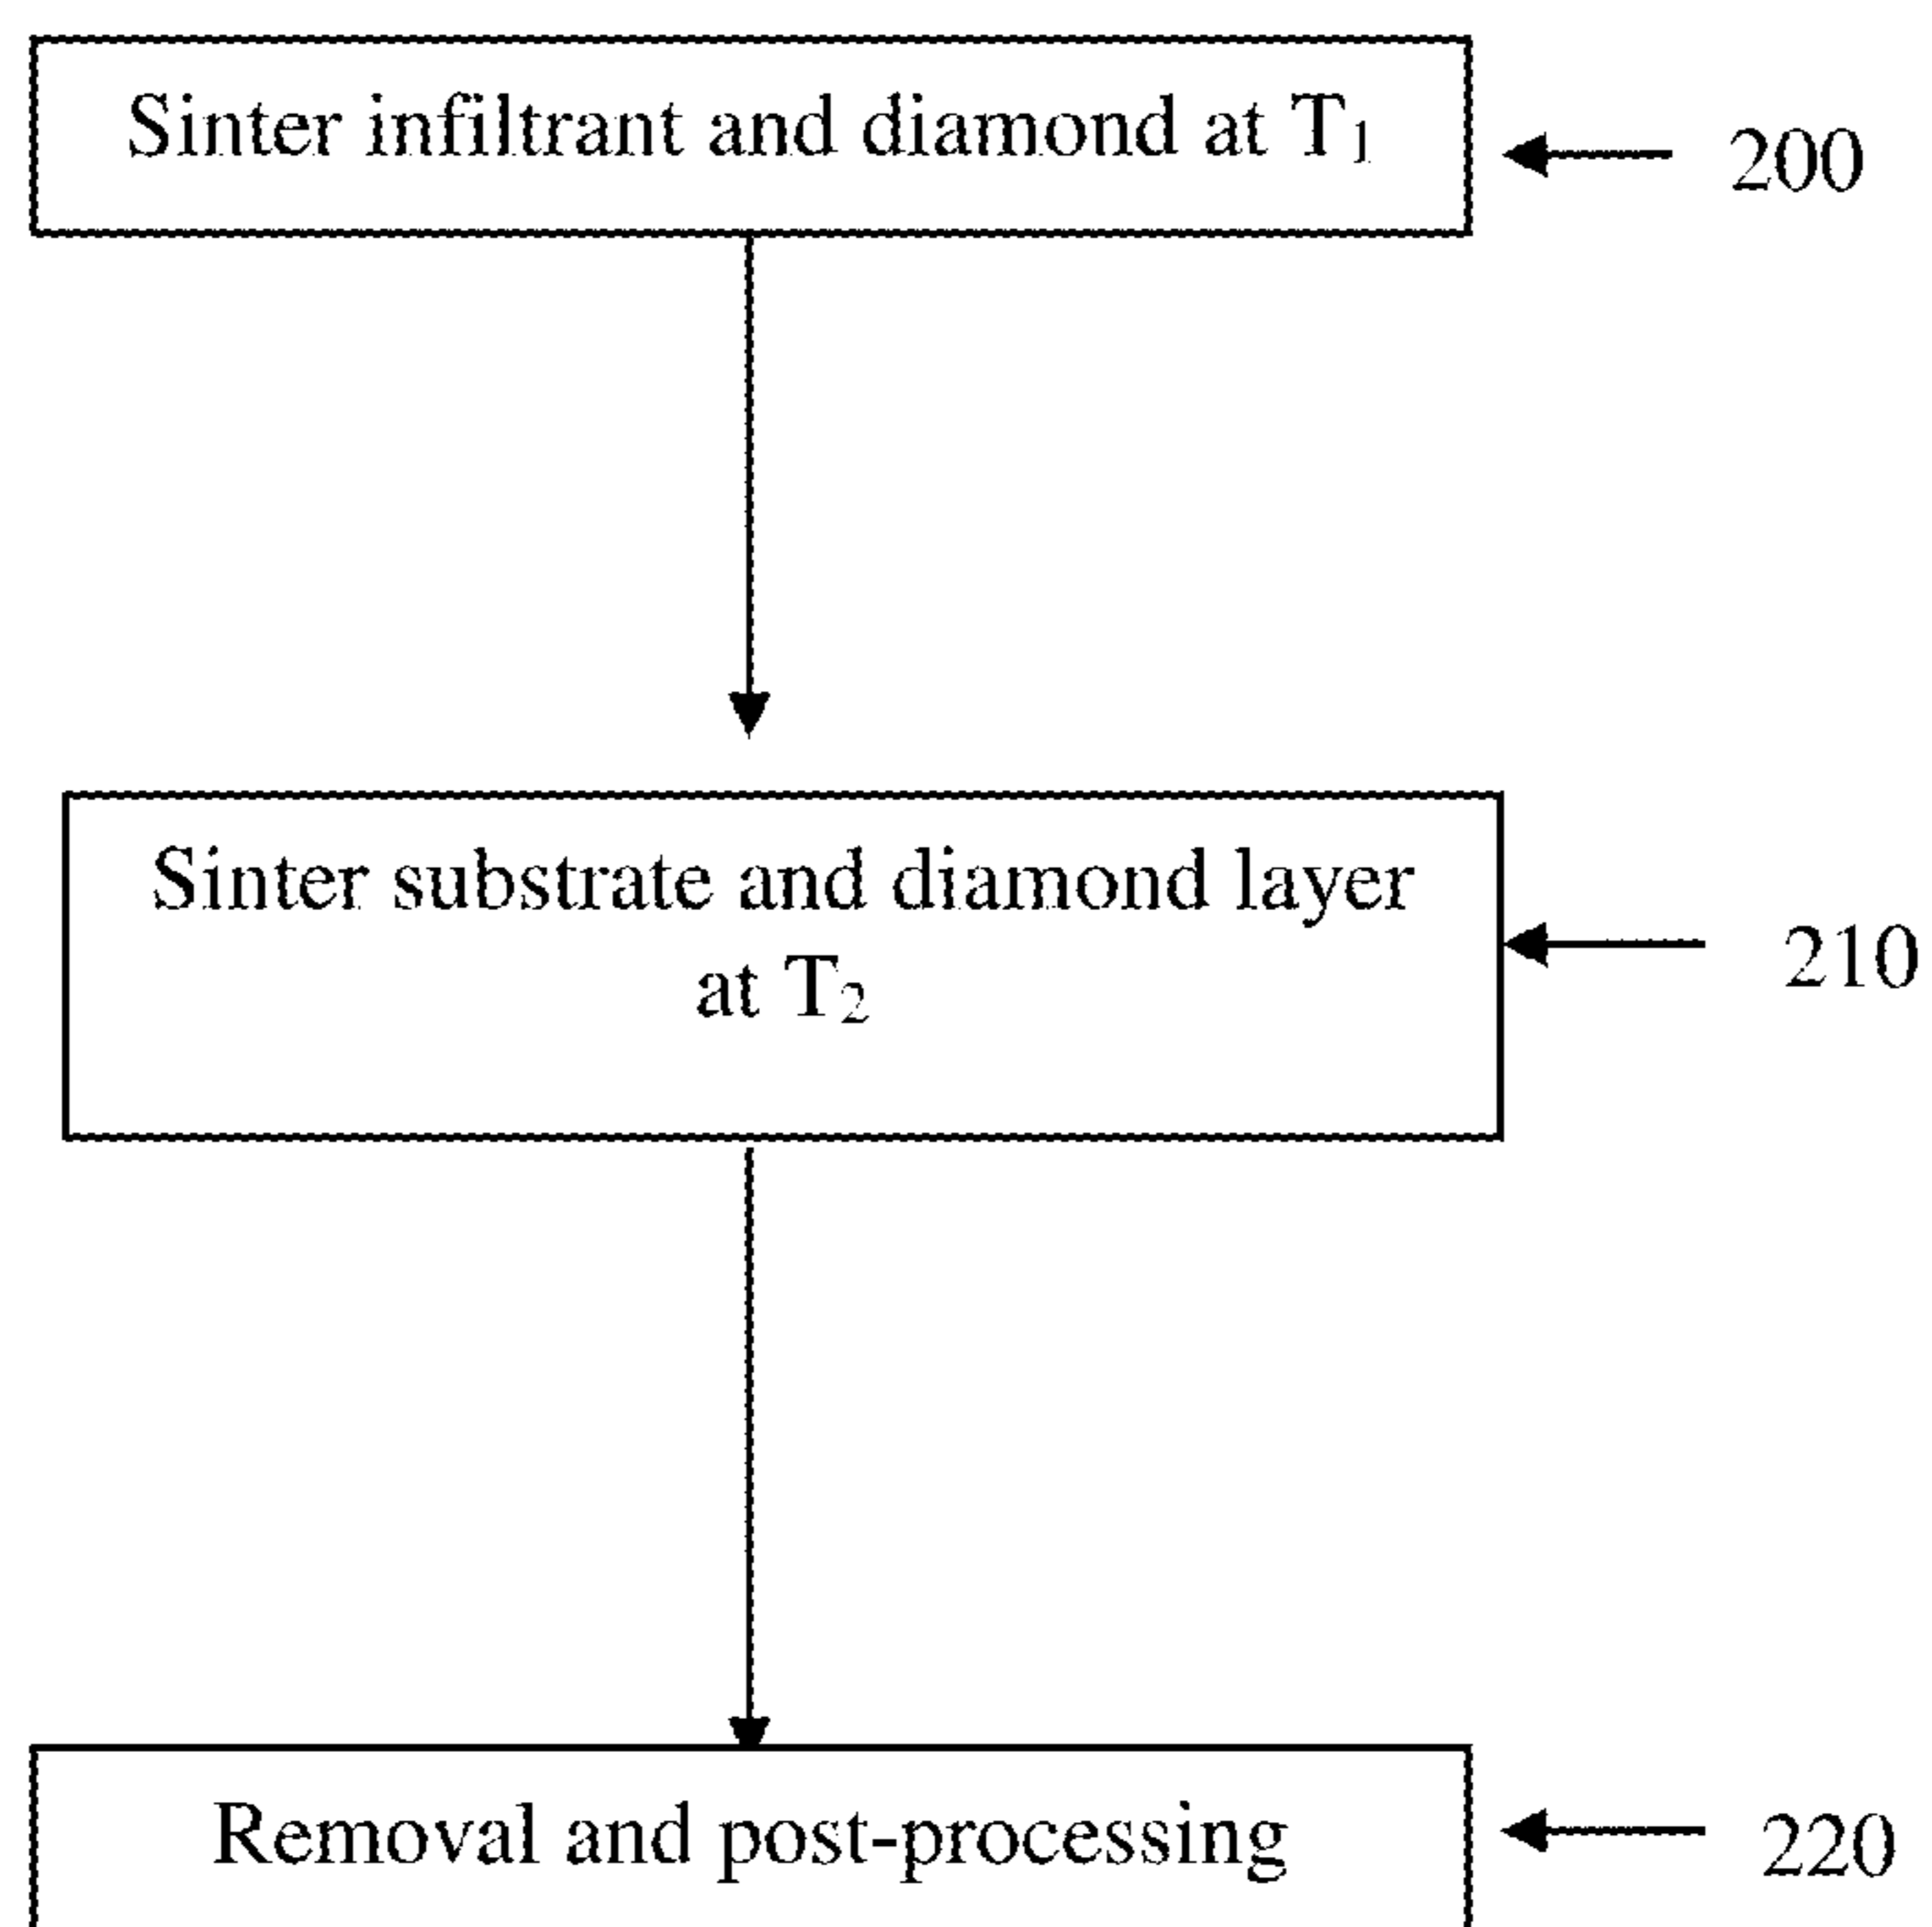 Sinter infiltrant and diamond at T₁
200
Sinter substrate and diamond layer
at T₂
210
Removal and post-processing
220